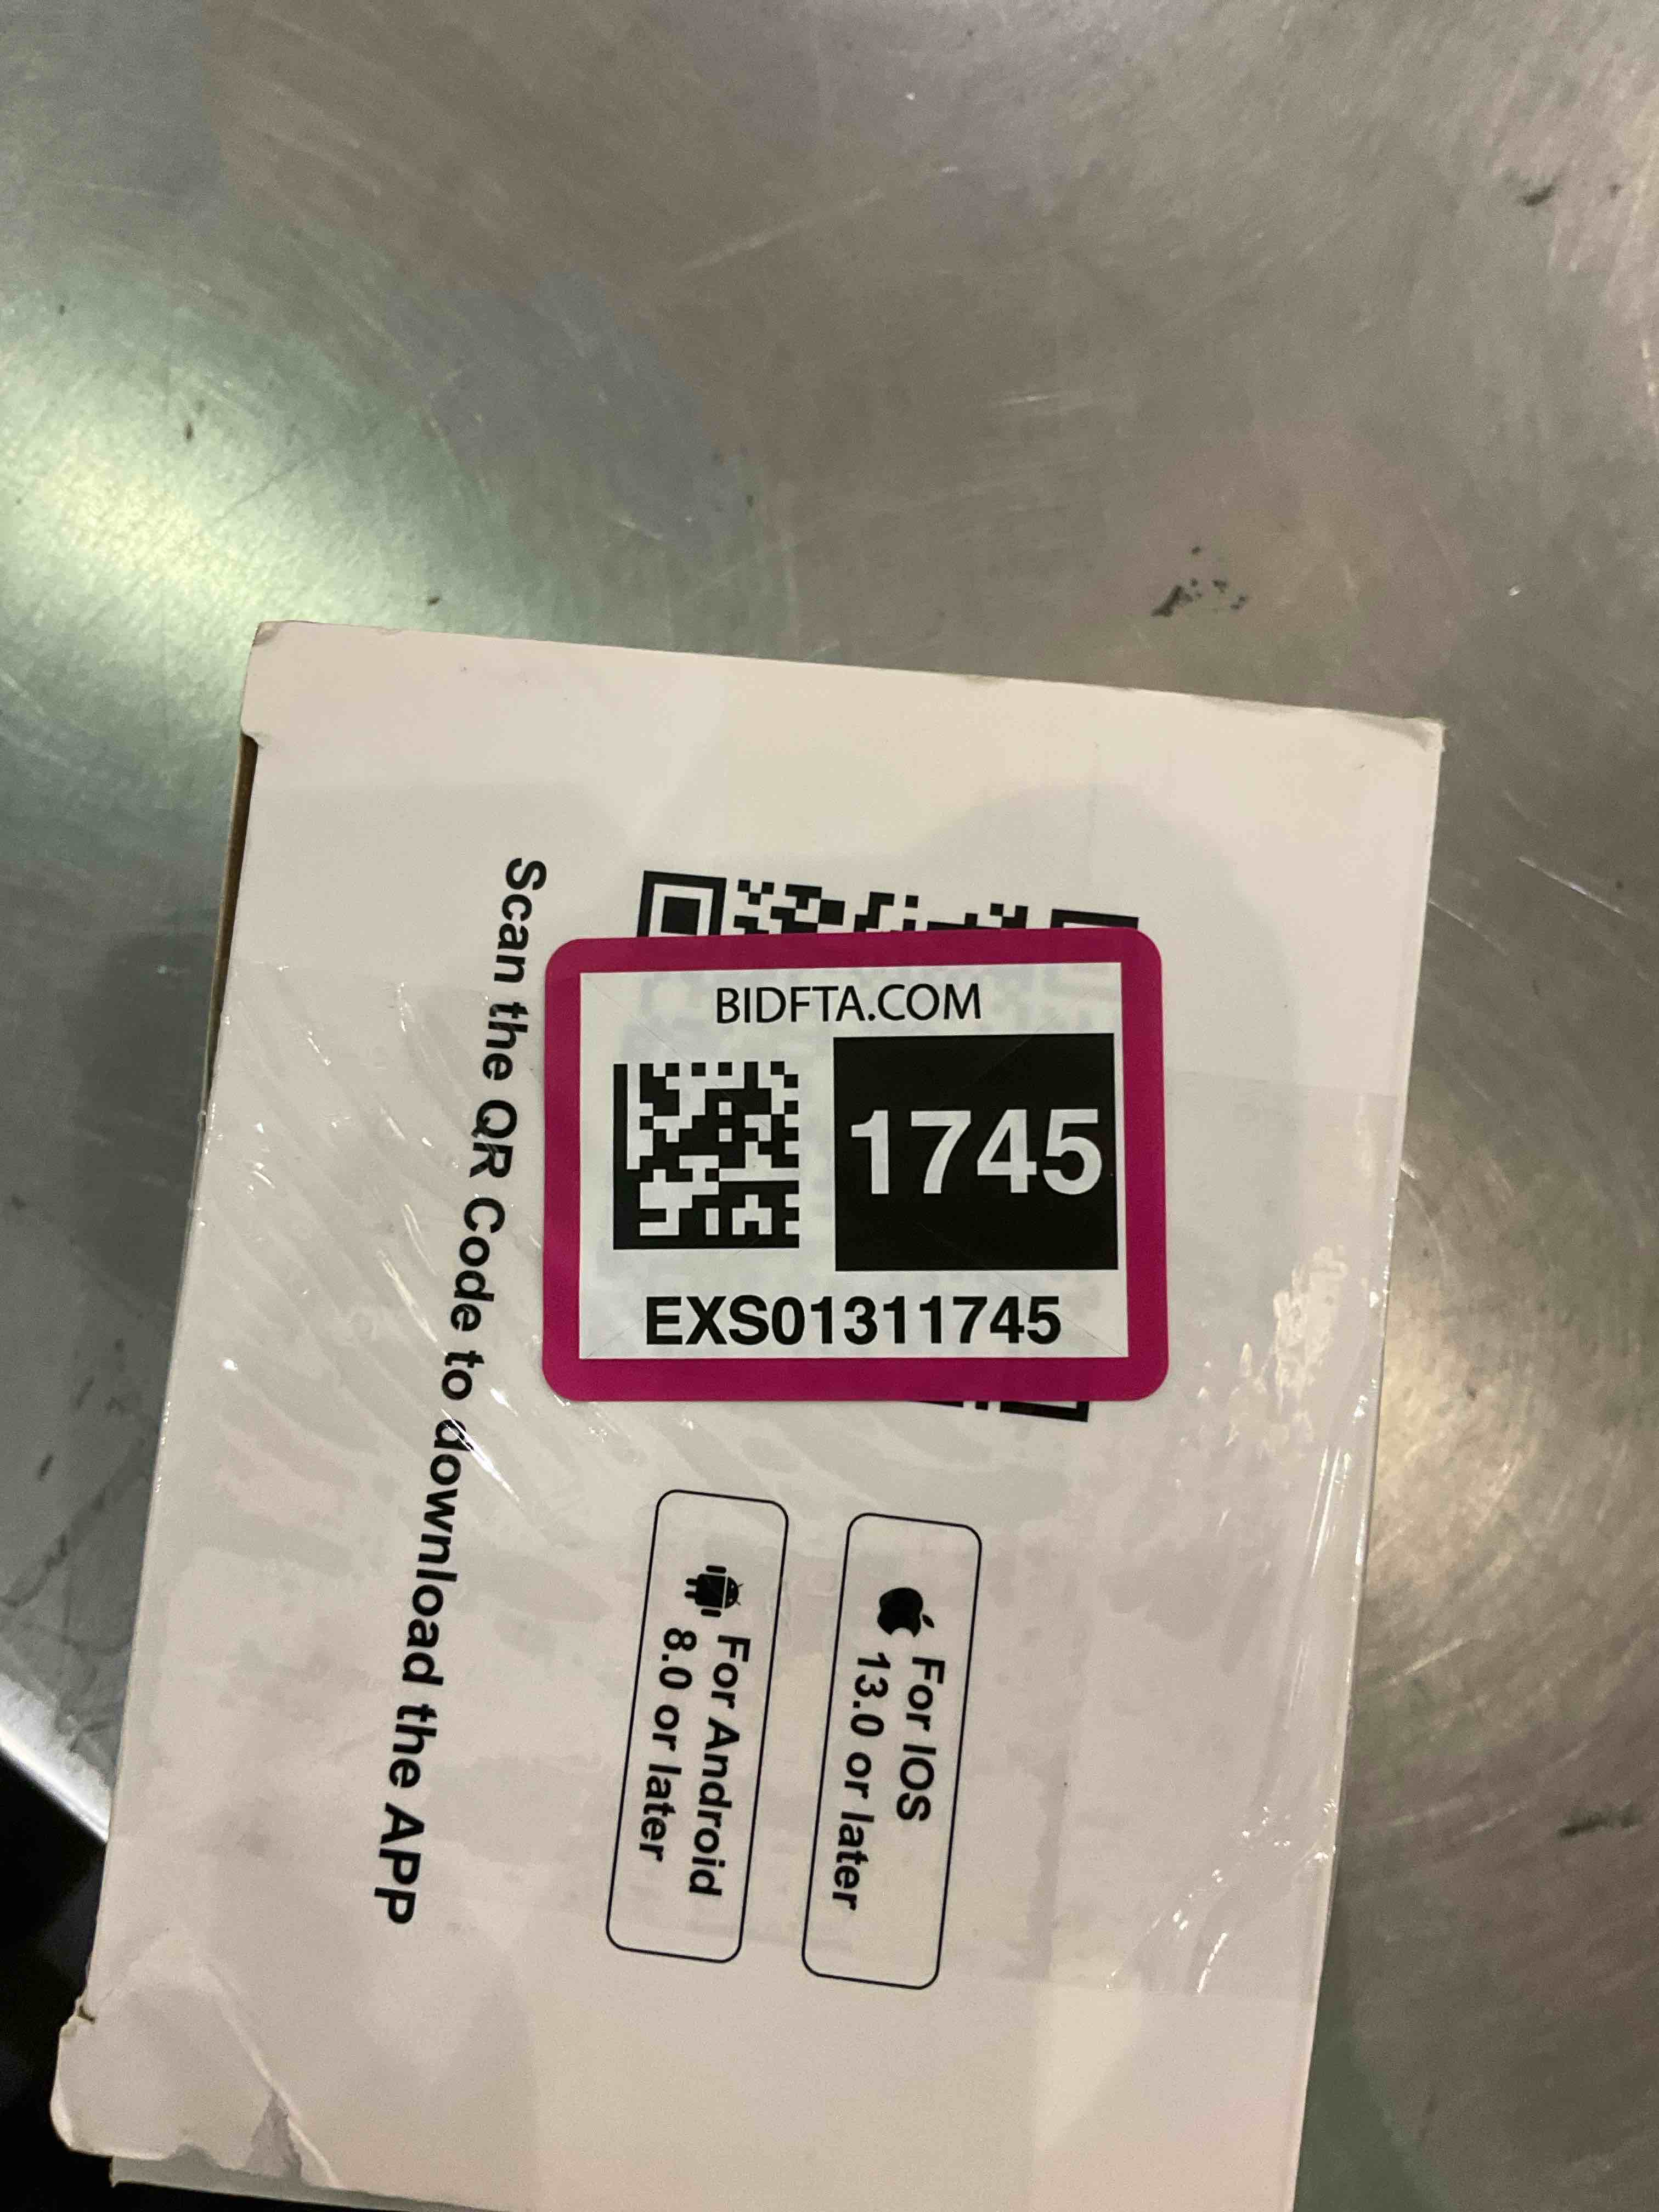 BIDFTA.COM
1745
EXS01311745
Scan the QR Code to download the APP
For IOS
13.0 or later
For Android
8.0 or later